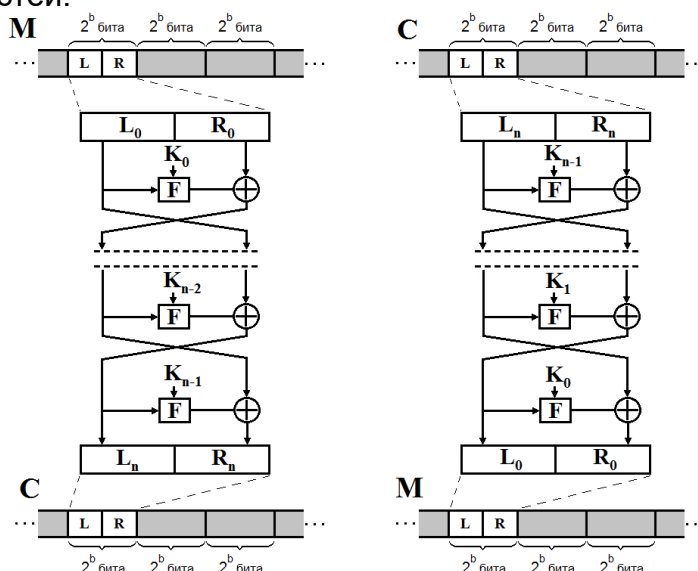 ются.
M 2^b бита 2^b бита 2^b бита
... L R ...
L₀ R₀
K₀
F
Kₙ₋₂
F
Kₙ₋₁
F
Lₙ Rₙ
C
... L R ...
2^b бита 2^b бита 2^b бита
C 2^b бита 2^b бита 2^b бита
... L R ...
Lₙ Rₙ
Kₙ₋₁
F
K₁
F
K₀
F
L₀ R₀
M
... L R ...
2^b бита 2^b бита 2^b бита